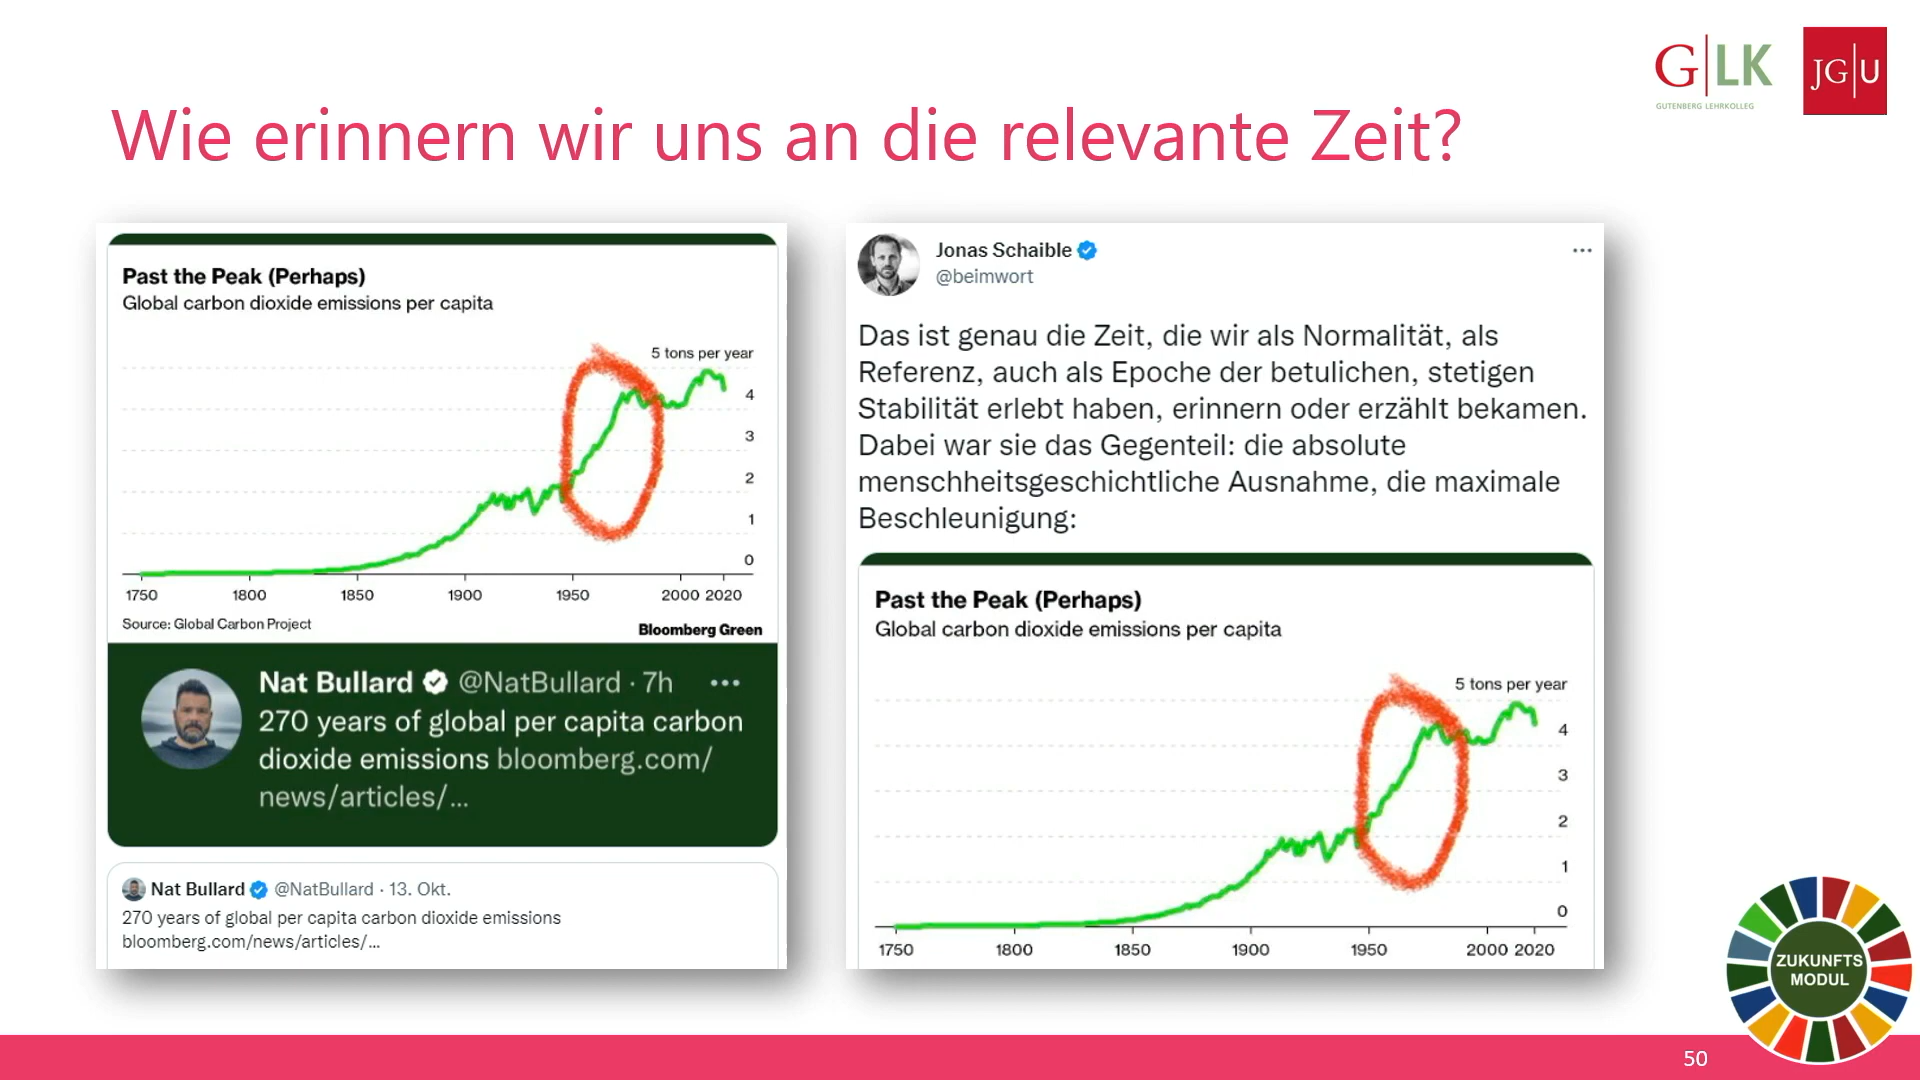 G|LK
GUTENBERG LEHRKOLLEG
JG|U
Wie erinnern wir uns an die relevante Zeit?
Past the Peak (Perhaps)
Global carbon dioxide emissions per capita
5 tons per year
4
3
2
1
0
1750 1800 1850 1900 1950 2000 2020
Source: Global Carbon Project
Bloomberg Green
Nat Bullard @NatBullard · 7h ...
270 years of global per capita carbon
dioxide emissions bloomberg.com/
news/articles/...
Nat Bullard @NatBullard · 13. Okt.
270 years of global per capita carbon dioxide emissions
bloomberg.com/news/articles/...
Jonas Schaible ...
@beimwort
Das ist genau die Zeit, die wir als Normalität, als
Referenz, auch als Epoche der betulichen, stetigen
Stabilität erlebt haben, erinnern oder erzählt bekamen.
Dabei war sie das Gegenteil: die absolute
menschheitsgeschichtliche Ausnahme, die maximale
Beschleunigung:
Past the Peak (Perhaps)
Global carbon dioxide emissions per capita
5 tons per year
4
3
2
1
0
1750 1800 1850 1900 1950 2000 2020
ZUKUNFTS
MODUL
50